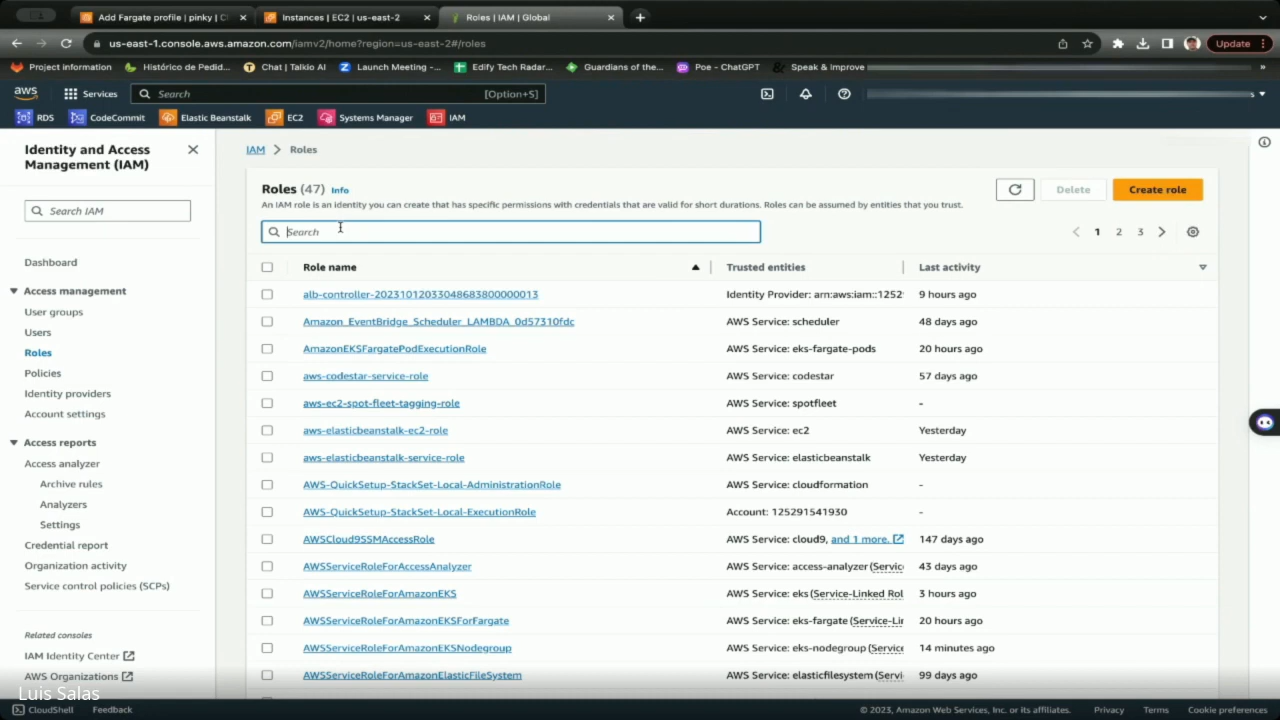 Add Fargate profile | pinky | C
Instances | EC2 | us-east-2
Roles | IAM | Global
us-east-1.console.aws.amazon.com/iamv2/home?region=us-east-2#/roles
Update
Project information
Histórico de Pedid...
Chat | Talkio AI
Launch Meeting -...
Edify Tech Radar...
Guardians of the...
Poe - ChatGPT
Speak & Improve
»
aws
Services
Search
[Option+S]
RDS
CodeCommit
Elastic Beanstalk
EC2
Systems Manager
IAM
Identity and Access Management (IAM)
Search IAM
Dashboard
Access management
User groups
Users
Roles
Policies
Identity providers
Account settings
Access reports
Access analyzer
Archive rules
Analyzers
Settings
Credential report
Organization activity
Service control policies (SCPs)
Related consoles
IAM Identity Center
AWS Organizations
IAM > Roles
Roles (47) Info
Delete
Create role
An IAM role is an identity you can create that has specific permissions with credentials that are valid for short durations. Roles can be assumed by entities that you trust.
Search
1 2 3
Role name Trusted entities Last activity
alb-controller-20231012033048683800000013 Identity Provider: arn:aws:iam::1252 9 hours ago
Amazon_EventBridge_Scheduler_LAMBDA_0d57310fdc AWS Service: scheduler 48 days ago
AmazonEKSFargatePodExecutionRole AWS Service: eks-fargate-pods 20 hours ago
aws-codestar-service-role AWS Service: codestar 57 days ago
aws-ec2-spot-fleet-tagging-role AWS Service: spotfleet -
aws-elasticbeanstalk-ec2-role AWS Service: ec2 Yesterday
aws-elasticbeanstalk-service-role AWS Service: elasticbeanstalk Yesterday
AWS-QuickSetup-StackSet-Local-AdministrationRole AWS Service: cloudformation -
AWS-QuickSetup-StackSet-Local-ExecutionRole Account: 125291541930 -
AWSCloud9SSMAccessRole AWS Service: cloud9, and 1 more. 147 days ago
AWSServiceRoleForAccessAnalyzer AWS Service: access-analyzer (Servic 43 days ago
AWSServiceRoleForAmazonEKS AWS Service: eks (Service-Linked Rol 3 hours ago
AWSServiceRoleForAmazonEKSForFargate AWS Service: eks-fargate (Service-Lir 20 hours ago
AWSServiceRoleForAmazonEKSNodegroup AWS Service: eks-nodegroup (Service 14 minutes ago
AWSServiceRoleForAmazonElasticFileSystem AWS Service: elasticfilesystem (Servi 99 days ago
Luis Salas
CloudShell
Feedback
© 2023, Amazon Web Services, Inc. or its affiliates.
Privacy
Terms
Cookie preferences